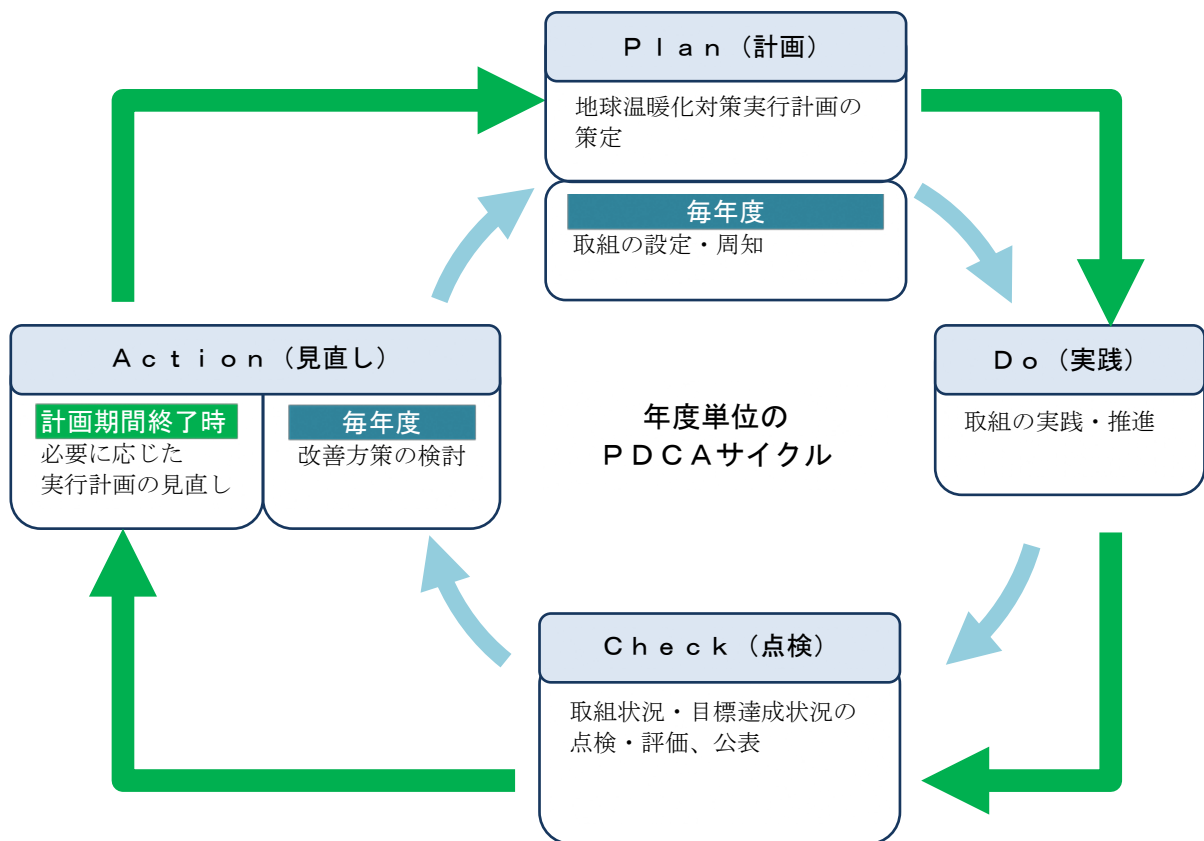 Ｐｌａｎ（計画）
地球温暖化対策実行計画の
策定
毎年度
取組の設定・周知
Ｄｏ（実践）
取組の実践・推進
Ｃｈｅｃｋ（点検）
取組状況・目標達成状況の
点検・評価、公表
Ａｃｔｉｏｎ（見直し）
計画期間終了時
必要に応じた
実行計画の見直し
毎年度
改善方策の検討
年度単位の
ＰＤＣＡサイクル